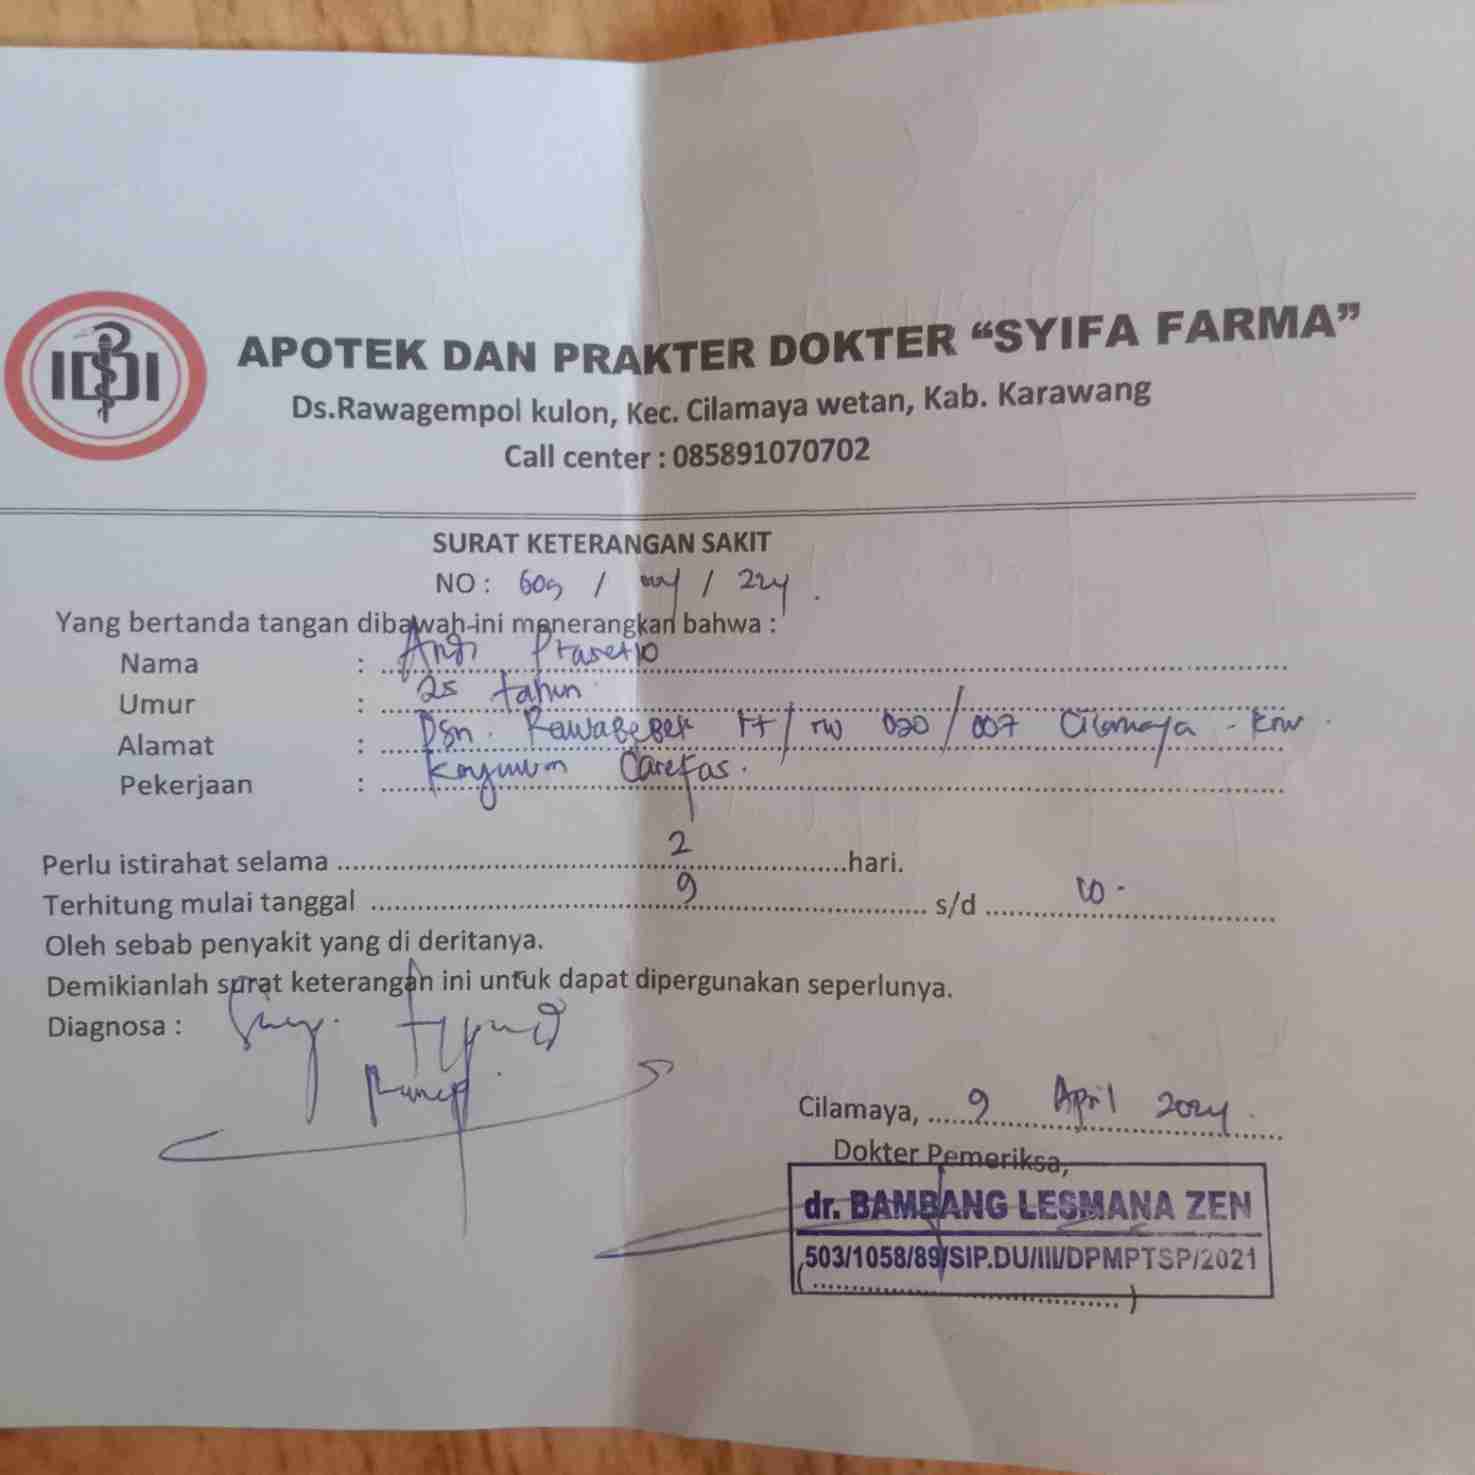 IDI
APOTEK DAN PRAKTER DOKTER “SYIFA FARMA”
Ds.Rawagempol kulon, Kec. Cilamaya wetan, Kab. Karawang
Call center : 085891070702
SURAT KETERANGAN SAKIT
NO : 609 / /
Yang bertanda tangan dibawah ini menerangkan bahwa :
Nama : Andi Prasetio
Umur : 25 tahun
Alamat : Dsn. rt/rw 020/007 Cilamaya - Krw.
Pekerjaan : Carefas.
Perlu istirahat selama 2 hari.
Terhitung mulai tanggal 9 s/d 10.
Oleh sebab penyakit yang di deritanya.
Demikianlah surat keterangan ini untuk dapat dipergunakan seperlunya.
Diagnosa :
Cilamaya, 9 April 2024.
Dokter Pemeriksa,
dr. BAMBANG LESMANA ZEN
503/1058/89/SIP.DU/III/DPMPTSP/2021